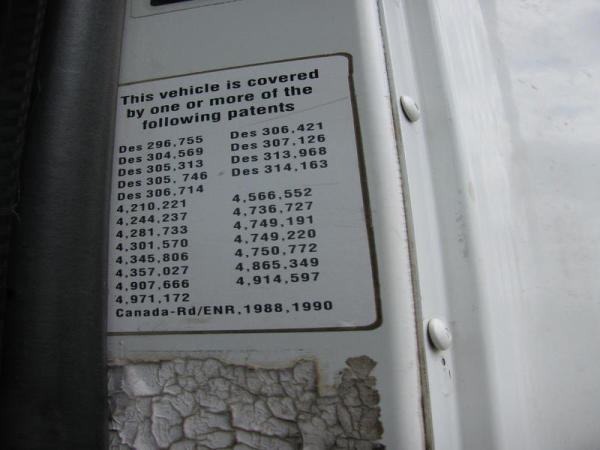 This vehicle is covered
by one or more of the
following patents
Des 296,755
Des 304,569
Des 305,313
Des 305, 746
Des 306,714
4,210,221
4,244,237
4,281,733
4,301,570
4,345,806
4,357,027
4,907,666
4,971,172
Des 306,421
Des 307,126
Des 313,968
Des 314,163
4,566,552
4,736,727
4,749,191
4,749,220
4,750,772
4,865,349
4,914,597
Canada-Rd/ENR,1988,1990